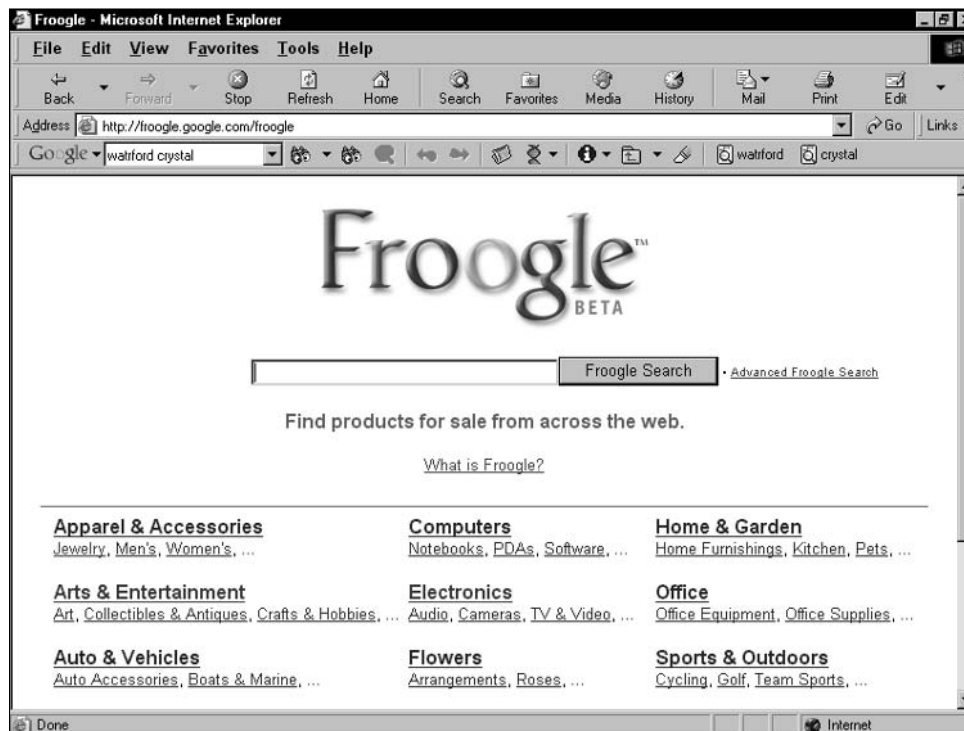 Froogle - Microsoft Internet Explorer
File Edit View Favorites Tools Help
Back Forward Stop Refresh Home Search Favorites Media History Mail Print Edit
Address http://froogle.google.com/froogle Go Links
Google watrford crystal watrford crystal
Froogle™
BETA
Froogle Search • Advanced Froogle Search
Find products for sale from across the web.
What is Froogle?
Apparel & Accessories Computers Home & Garden
Jewelry, Men's, Women's, ... Notebooks, PDAs, Software, ... Home Furnishings, Kitchen, Pets, ...
Arts & Entertainment Electronics Office
Art, Collectibles & Antiques, Crafts & Hobbies, ... Audio, Cameras, TV & Video, ... Office Equipment, Office Supplies, ...
Auto & Vehicles Flowers Sports & Outdoors
Auto Accessories, Boats & Marine, ... Arrangements, Roses, ... Cycling, Golf, Team Sports, ...
Done Internet